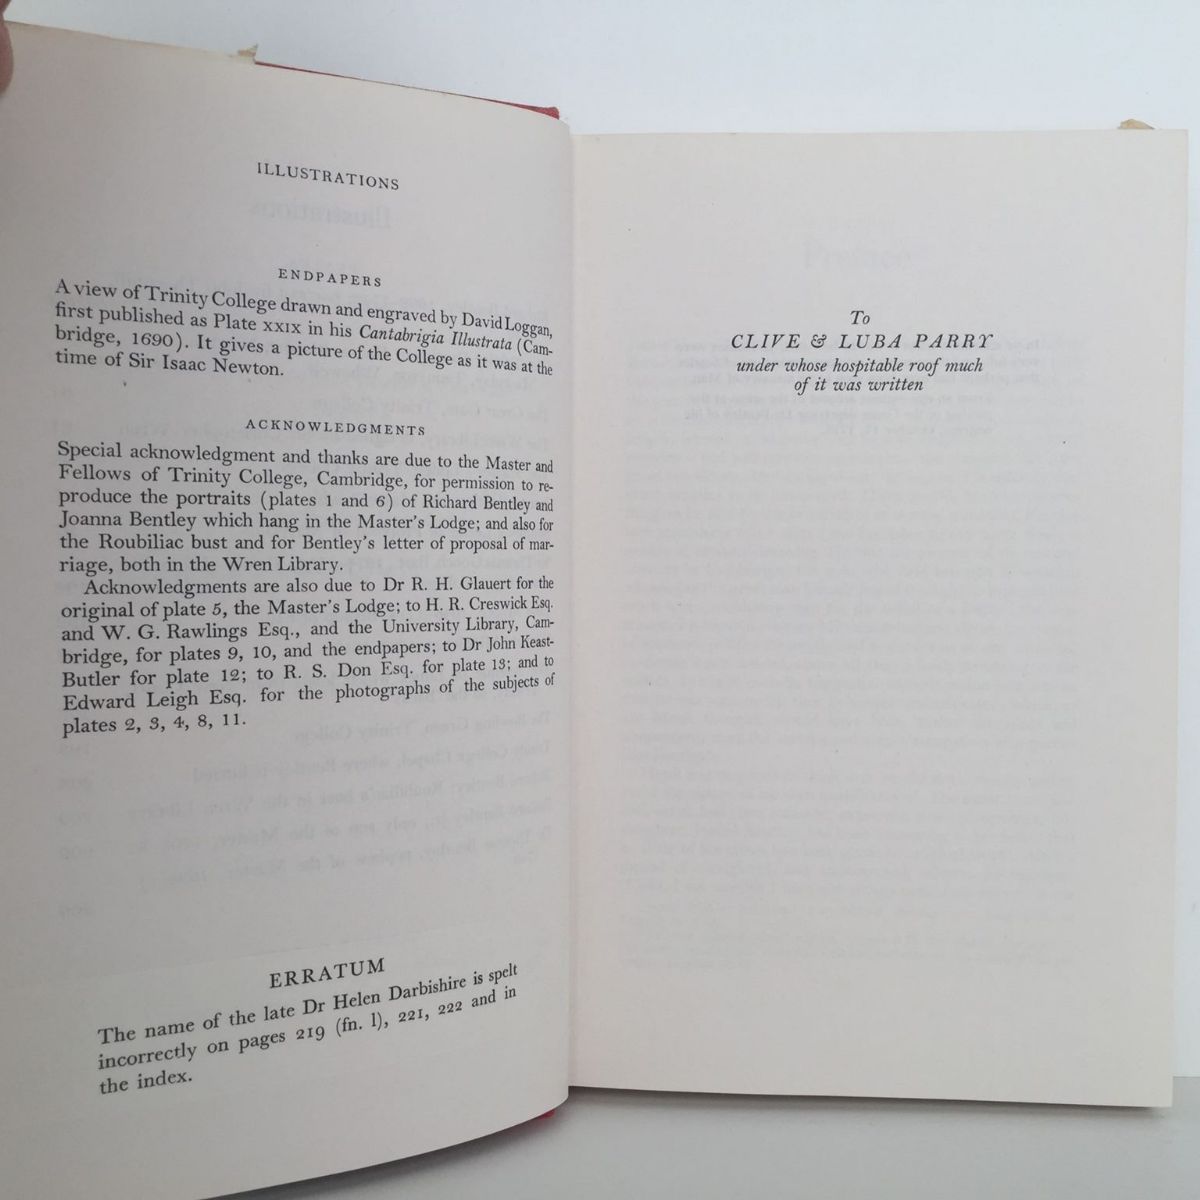 ILLUSTRATIONS
ENDPAPERS
A view of Trinity College drawn and engraved by David Loggan,
first published as Plate XXIX in his Cantabrigia Illustrata (Cam-
bridge, 1690). It gives a picture of the College as it was at the
time of Sir Isaac Newton.
ACKNOWLEDGMENTS
Special acknowledgment and thanks are due to the Master and
Fellows of Trinity College, Cambridge, for permission to re-
produce the portraits (plates 1 and 6) of Richard Bentley and
Joanna Bentley which hang in the Master's Lodge; and also for
the Roubiliac bust and for Bentley's letter of proposal of mar-
riage, both in the Wren Library.
Acknowledgments are also due to Dr R. H. Glauert for the
original of plate 5, the Master's Lodge; to H. R. Creswick Esq.
and W. G. Rawlings Esq., and the University Library, Cam-
bridge, for plates 9, 10, and the endpapers; to Dr John Keast-
Butler for plate 12; to R. S. Don Esq. for plate 13; and to
Edward Leigh Esq. for the photographs of the subjects of
plates 2, 3, 4, 8, 11.
ERRATUM
The name of the late Dr Helen Darbishire is spelt
incorrectly on pages 219 (fn. 1), 221, 222 and in
the index.
To
CLIVE & LUBA PARRY
under whose hospitable roof much
of it was written